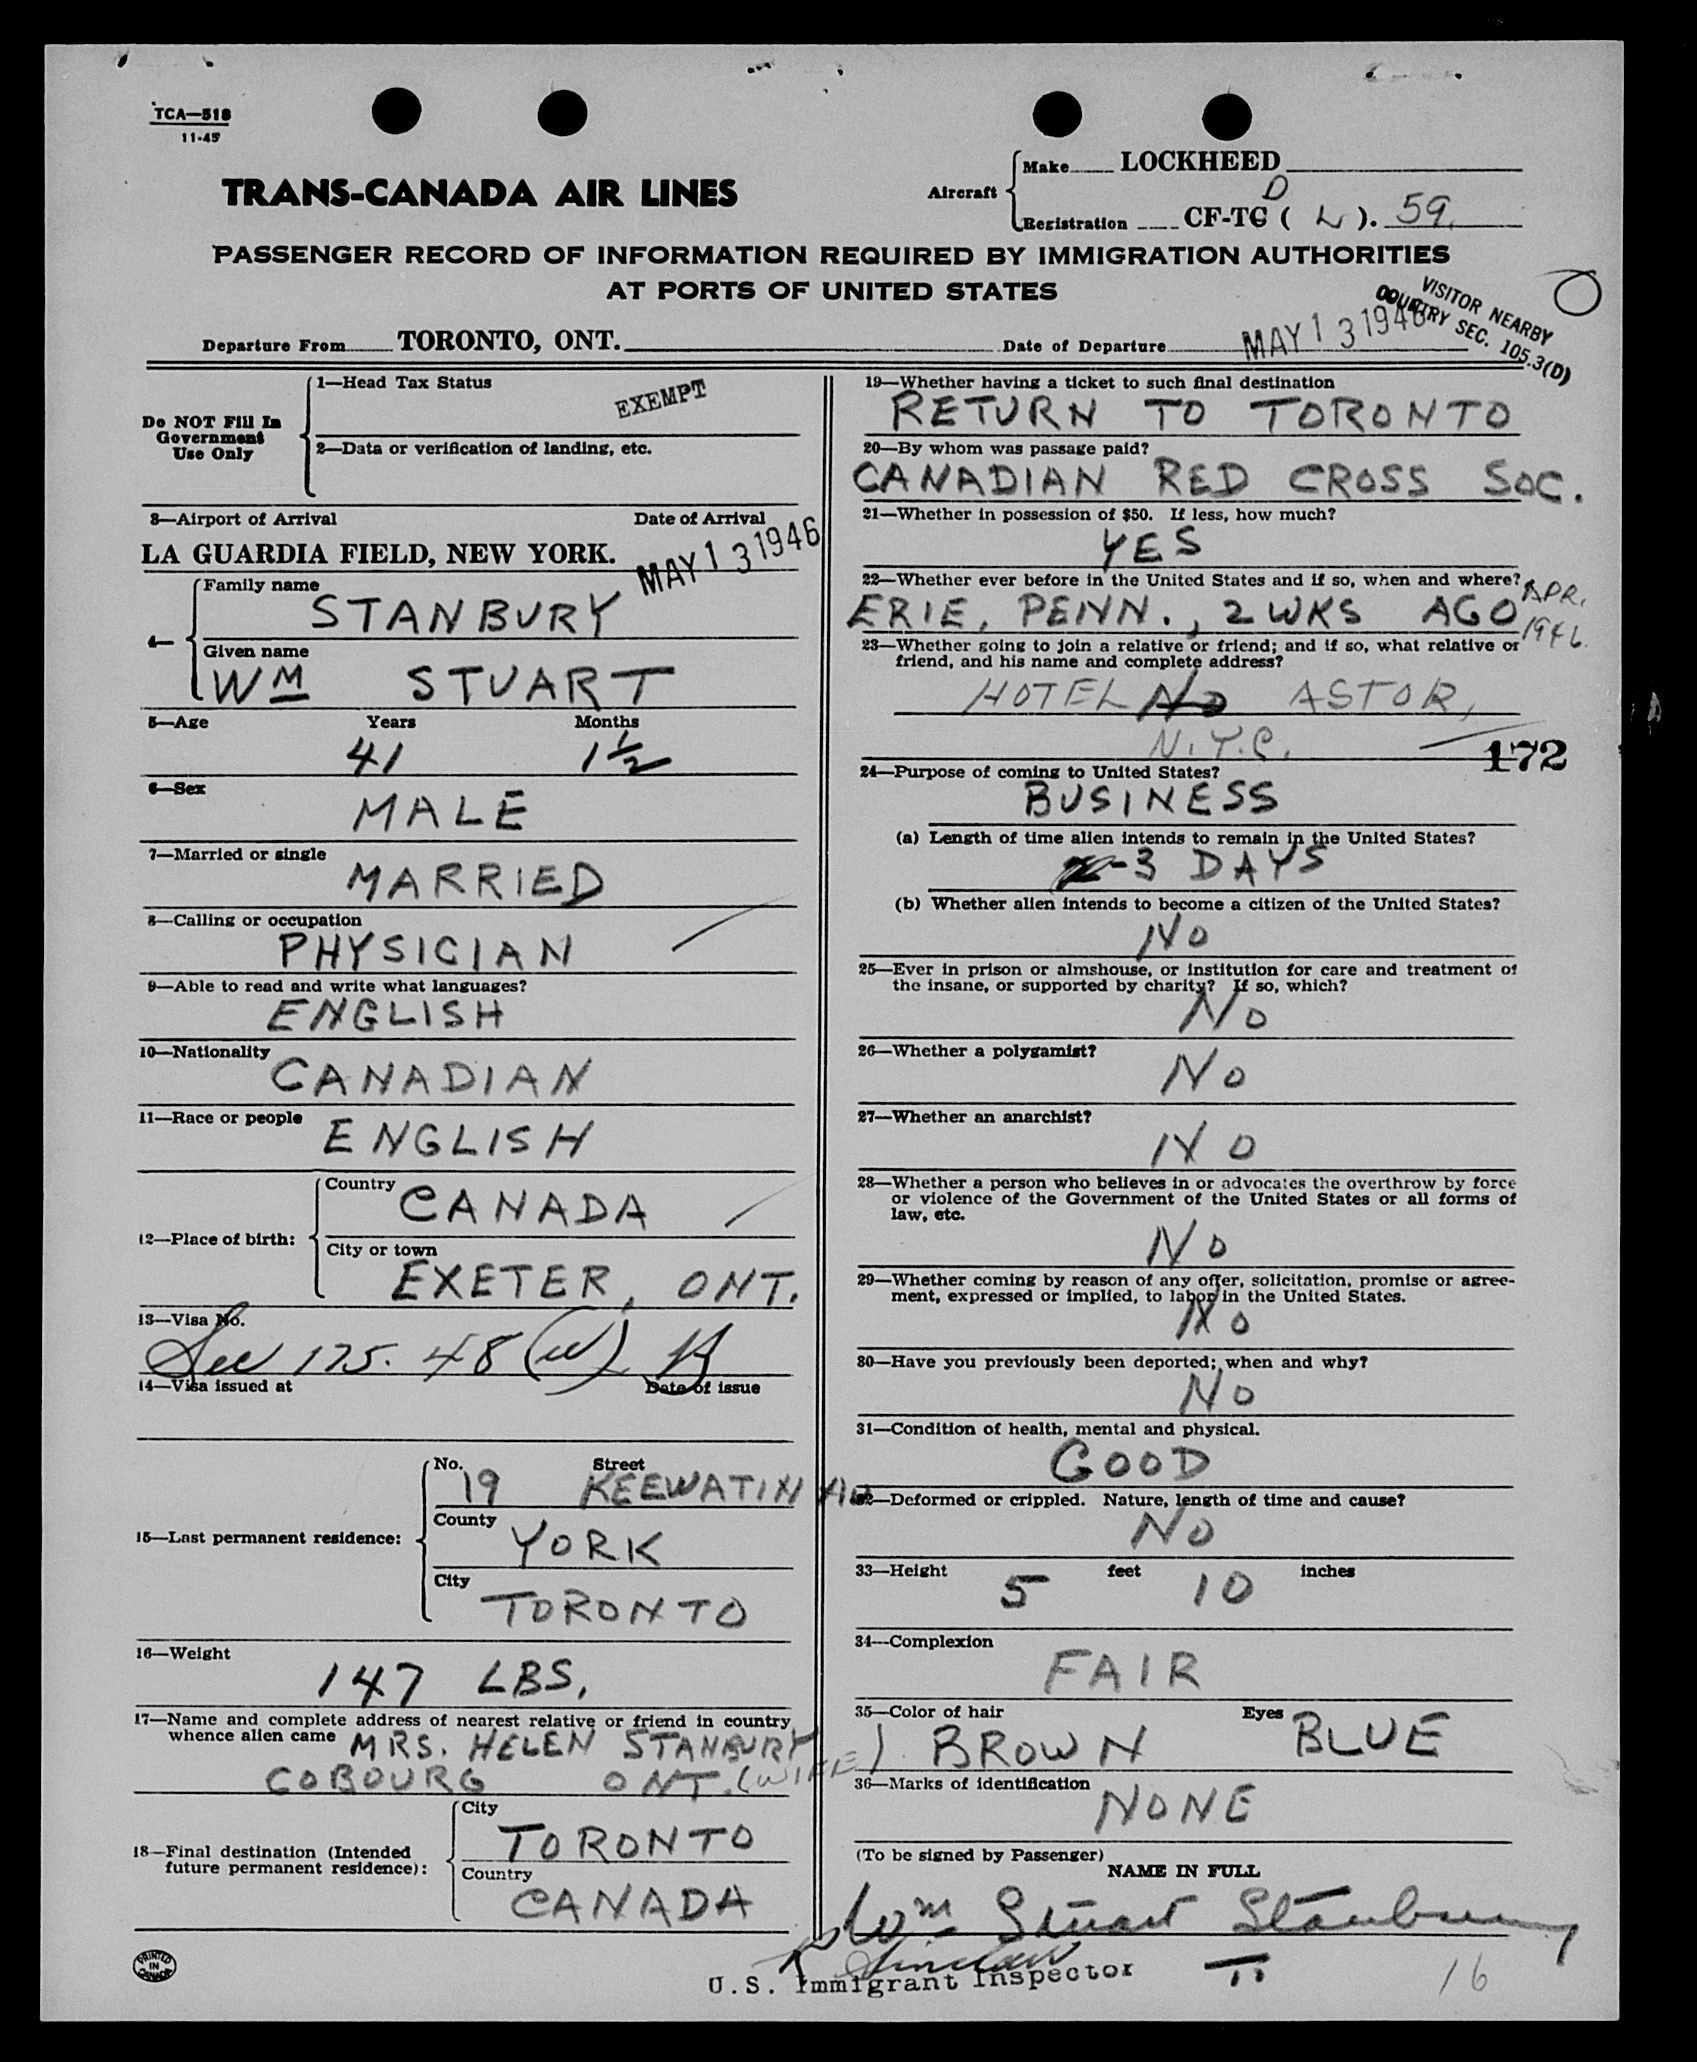 TCA—518
11-45
TRANS-CANADA AIR LINES
Aircraft
Make LOCKHEED
D
Registration CF-TG ( L ). 59.
PASSENGER RECORD OF INFORMATION REQUIRED BY IMMIGRATION AUTHORITIES
AT PORTS OF UNITED STATES
VISITOR NEARBY
COUNTRY SEC. 105.3(D)
Departure From TORONTO, ONT. Date of Departure MAY 13 1946
Do NOT Fill In
Government
Use Only
1—Head Tax Status
EXEMPT
2—Data or verification of landing, etc.
3—Airport of Arrival Date of Arrival
LA GUARDIA FIELD, NEW YORK. MAY 13 1946
4—
Family name
STANBURY
Given name
WM STUART
5—Age Years Months
41 1 1/2
6—Sex
MALE
7—Married or single
MARRIED
8—Calling or occupation
PHYSICIAN
9—Able to read and write what languages?
ENGLISH
10—Nationality
CANADIAN
11—Race or people
ENGLISH
12—Place of birth:
Country
CANADA
City or town
EXETER, ONT.
13—Visa No.
Sec 175. 48
14—Visa issued at Date of issue
15—Last permanent residence:
No. Street
19 KEEWATIN AV
County
YORK
City
TORONTO
16—Weight
147 LBS.
17—Name and complete address of nearest relative or friend in country
whence alien came MRS. HELEN STANBURY
COBOURG ONT. (WIFE)
18—Final destination (Intended
future permanent residence):
City
TORONTO
Country
CANADA
19—Whether having a ticket to such final destination
RETURN TO TORONTO
20—By whom was passage paid?
CANADIAN RED CROSS SOC.
21—Whether in possession of $50. If less, how much?
YES
22—Whether ever before in the United States and if so, when and where?
ERIE, PENN., 2 WKS AGO APR.
1946.
23—Whether going to join a relative or friend; and if so, what relative or
friend, and his name and complete address?
HOTEL No ASTOR,
N.Y.C.
172
24—Purpose of coming to United States?
BUSINESS
(a) Length of time alien intends to remain in the United States?
-3 DAYS
(b) Whether alien intends to become a citizen of the United States?
No
25—Ever in prison or almshouse, or institution for care and treatment of
the insane, or supported by charity? If so, which?
No
26—Whether a polygamist?
No
27—Whether an anarchist?
NO
28—Whether a person who believes in or advocates the overthrow by force
or violence of the Government of the United States or all forms of
law, etc.
No
29—Whether coming by reason of any offer, solicitation, promise or agree-
ment, expressed or implied, to labor in the United States.
No
30—Have you previously been deported; when and why?
No
31—Condition of health, mental and physical.
GOOD
32—Deformed or crippled. Nature, length of time and cause?
No
33—Height 5 feet 10 inches
34—Complexion
FAIR
35—Color of hair Eyes
BROWN BLUE
36—Marks of identification
NONE
(To be signed by Passenger)
NAME IN FULL
Wm Stuart Stanbury
U.S. Immigrant Inspector
16
PRINTED
IN
CANADA